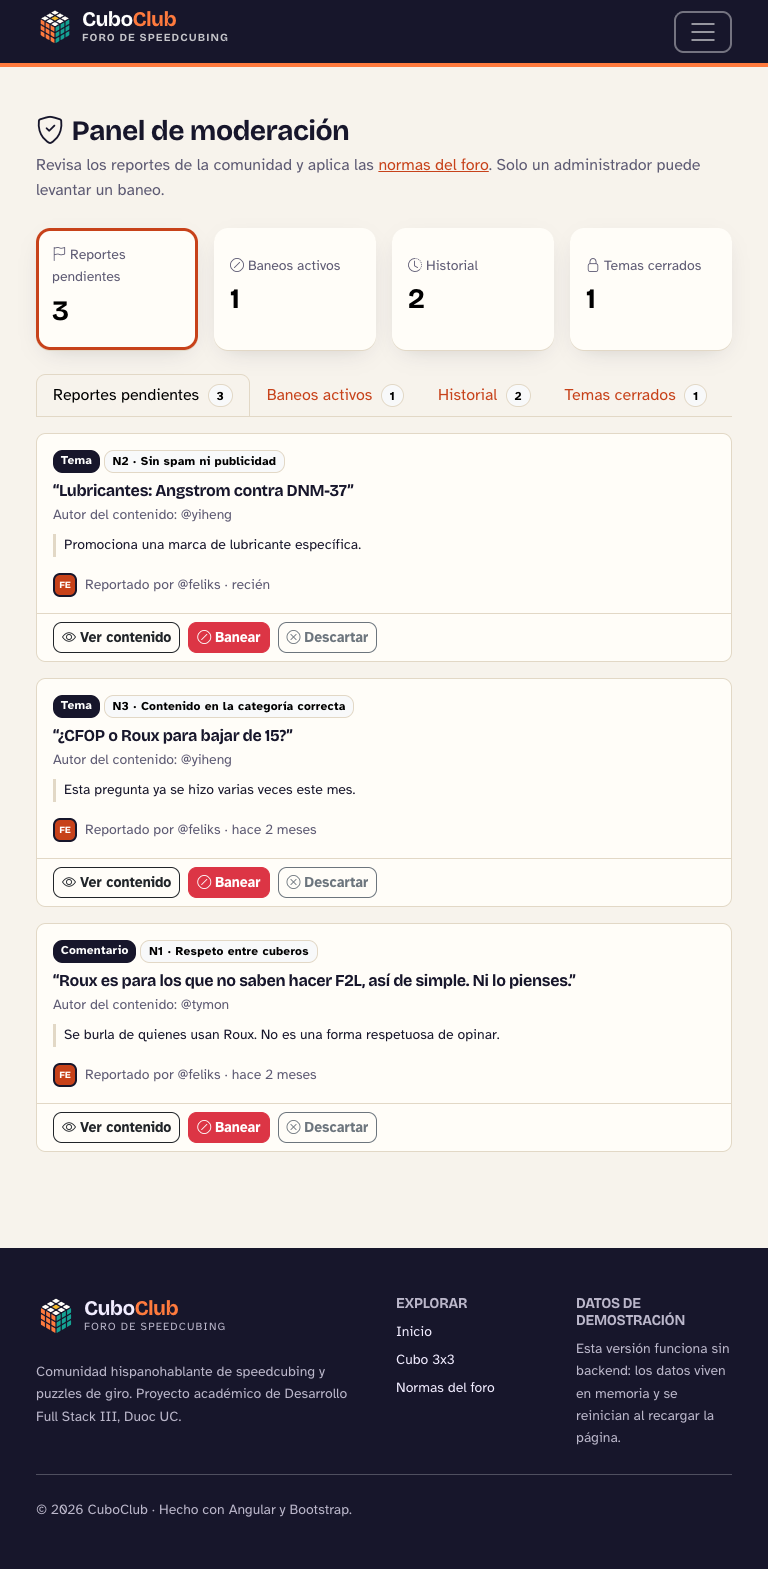 CuboClub
FORO DE SPEEDCUBING
Panel de moderación
Revisa los reportes de la comunidad y aplica las normas del foro. Solo un administrador puede
levantar un baneo.
Reportes
pendientes
3
Baneos activos
1
Historial
2
Temas cerrados
1
Reportes pendientes 3 Baneos activos 1 Historial 2 Temas cerrados 1
Tema N2 · Sin spam ni publicidad
“Lubricantes: Angstrom contra DNM-37”
Autor del contenido: @yiheng
Promociona una marca de lubricante específica.
FE Reportado por @feliks · recién
Ver contenido Banear Descartar
Tema N3 · Contenido en la categoría correcta
“¿CFOP o Roux para bajar de 15?”
Autor del contenido: @yiheng
Esta pregunta ya se hizo varias veces este mes.
FE Reportado por @feliks · hace 2 meses
Ver contenido Banear Descartar
Comentario N1 · Respeto entre cuberos
“Roux es para los que no saben hacer F2L, así de simple. Ni lo pienses.”
Autor del contenido: @tymon
Se burla de quienes usan Roux. No es una forma respetuosa de opinar.
FE Reportado por @feliks · hace 2 meses
Ver contenido Banear Descartar
CuboClub
FORO DE SPEEDCUBING
Comunidad hispanohablante de speedcubing y
puzzles de giro. Proyecto académico de Desarrollo
Full Stack III, Duoc UC.
EXPLORAR
Inicio
Cubo 3x3
Normas del foro
DATOS DE
DEMOSTRACIÓN
Esta versión funciona sin
backend: los datos viven
en memoria y se
reinician al recargar la
página.
© 2026 CuboClub · Hecho con Angular y Bootstrap.